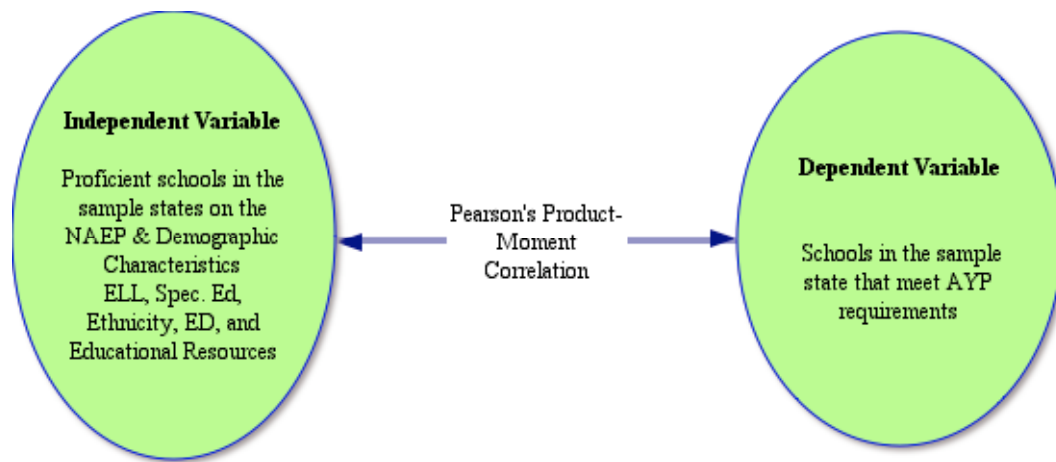 Independent Variable
Proficient schools in the
sample states on the
NAEP & Demographic
Characteristics
ELL, Spec. Ed,
Ethnicity, ED, and
Educational Resources
Pearson's Product-
Moment
Correlation
Dependent Variable
Schools in the sample
state that meet AYP
requirements